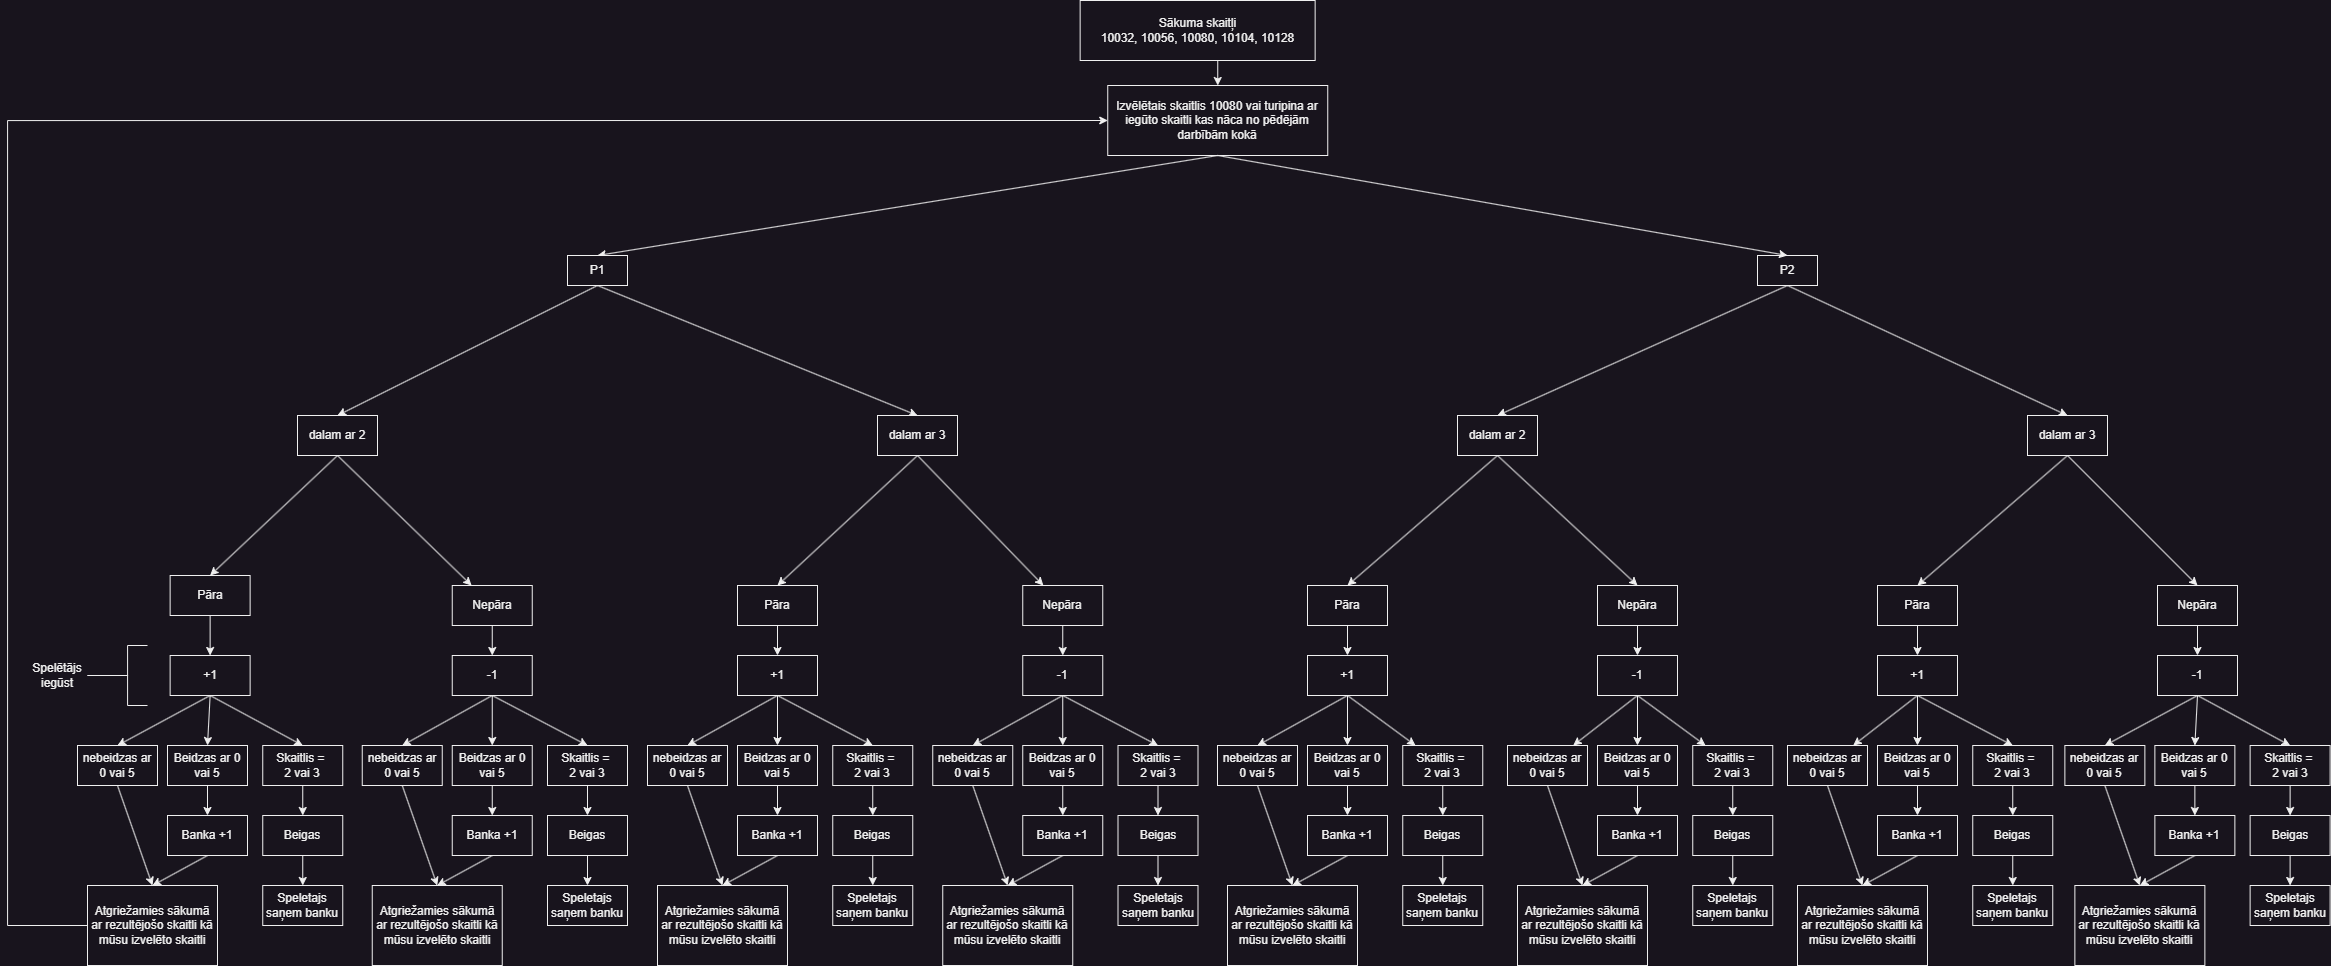 Sākuma skaitļi
10032, 10056, 10080, 10104, 10128
Izvēlētais skaitlis 10080 vai turipina ar
iegūto skaitli kas nāca no pēdējām
darbībām kokā
P1
P2
dalam ar 2
dalam ar 3
dalam ar 2
dalam ar 3
Pāra
Nepāra
Pāra
Nepāra
Pāra
Nepāra
Pāra
Nepāra
Spelētājs
iegūst
+1
-1
+1
-1
+1
-1
+1
-1
nebeidzas ar
0 vai 5
Beidzas ar 0
vai 5
Skaitlis =
2 vai 3
nebeidzas ar
0 vai 5
Beidzas ar 0
vai 5
Skaitlis =
2 vai 3
nebeidzas ar
0 vai 5
Beidzas ar 0
vai 5
Skaitlis =
2 vai 3
nebeidzas ar
0 vai 5
Beidzas ar 0
vai 5
Skaitlis =
2 vai 3
nebeidzas ar
0 vai 5
Beidzas ar 0
vai 5
Skaitlis =
2 vai 3
nebeidzas ar
0 vai 5
Beidzas ar 0
vai 5
Skaitlis =
2 vai 3
nebeidzas ar
0 vai 5
Beidzas ar 0
vai 5
Skaitlis =
2 vai 3
nebeidzas ar
0 vai 5
Beidzas ar 0
vai 5
Skaitlis =
2 vai 3
Banka +1
Beigas
Banka +1
Beigas
Banka +1
Beigas
Banka +1
Beigas
Banka +1
Beigas
Banka +1
Beigas
Banka +1
Beigas
Banka +1
Beigas
Atgriežamies sākumā
ar rezultējošo skaitli kā
mūsu izvelēto skaitli
Speletajs
saņem banku
Atgriežamies sākumā
ar rezultējošo skaitli kā
mūsu izvelēto skaitli
Speletajs
saņem banku
Atgriežamies sākumā
ar rezultējošo skaitli kā
mūsu izvelēto skaitli
Speletajs
saņem banku
Atgriežamies sākumā
ar rezultējošo skaitli kā
mūsu izvelēto skaitli
Speletajs
saņem banku
Atgriežamies sākumā
ar rezultējošo skaitli kā
mūsu izvelēto skaitli
Speletajs
saņem banku
Atgriežamies sākumā
ar rezultējošo skaitli kā
mūsu izvelēto skaitli
Speletajs
saņem banku
Atgriežamies sākumā
ar rezultējošo skaitli kā
mūsu izvelēto skaitli
Speletajs
saņem banku
Atgriežamies sākumā
ar rezultējošo skaitli kā
mūsu izvelēto skaitli
Speletajs
saņem banku